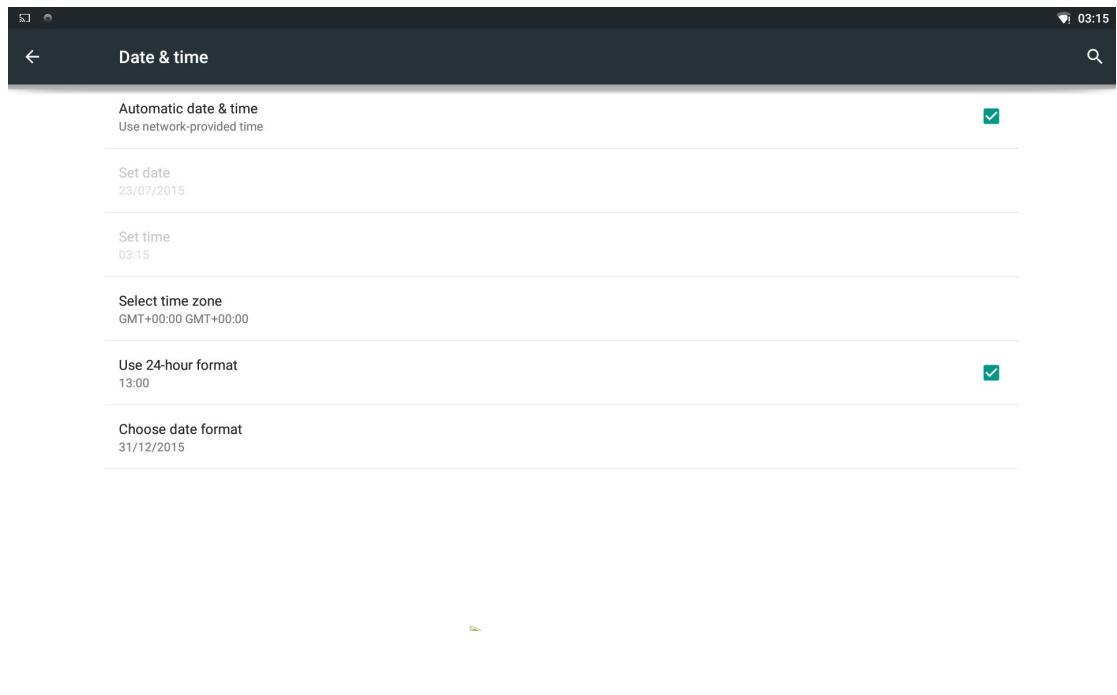 03:15
Date & time
Automatic date & time
Use network-provided time
Set date
23/07/2015
Set time
03:15
Select time zone
GMT+00:00 GMT+00:00
Use 24-hour format
13:00
Choose date format
31/12/2015